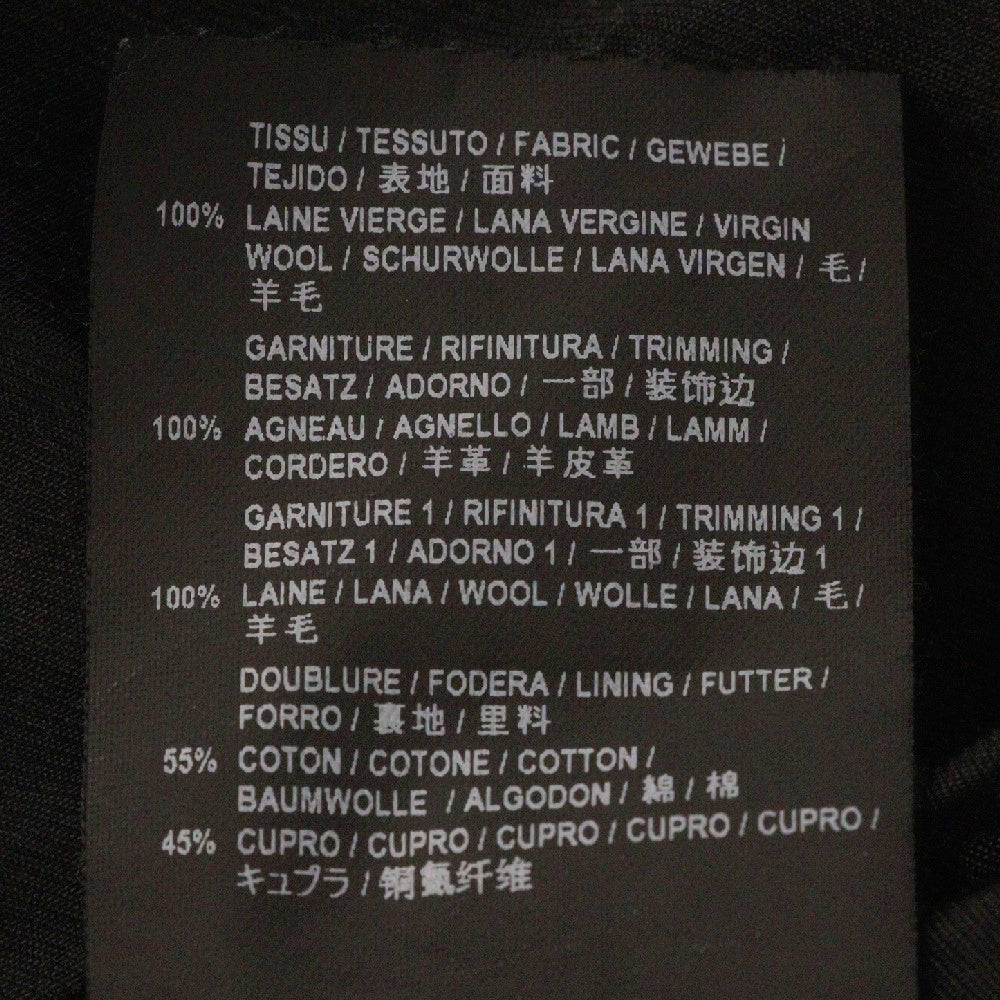 TISSU / TESSUTO / FABRIC / GEWEBE /
TEJIDO / 表地 / 面料
100% LAINE VIERGE / LANA VERGINE / VIRGIN
WOOL / SCHURWOLLE / LANA VIRGEN / 毛 /
羊毛
GARNITURE / RIFINITURA / TRIMMING /
BESATZ / ADORNO / 一部 / 装饰边
100% AGNEAU / AGNELLO / LAMB / LAMM /
CORDERO / 羊革 / 羊皮革
GARNITURE 1 / RIFINITURA 1 / TRIMMING 1 /
BESATZ 1 / ADORNO 1 / 一部 / 装饰边 1
100% LAINE / LANA / WOOL / WOLLE / LANA / 毛 /
羊毛
DOUBLURE / FODERA / LINING / FUTTER /
FORRO / 裏地 / 里料
55% COTON / COTONE / COTTON /
BAUMWOLLE / ALGODON / 綿 / 棉
45% CUPRO / CUPRO / CUPRO / CUPRO / CUPRO /
キュプラ / 铜氨纤维